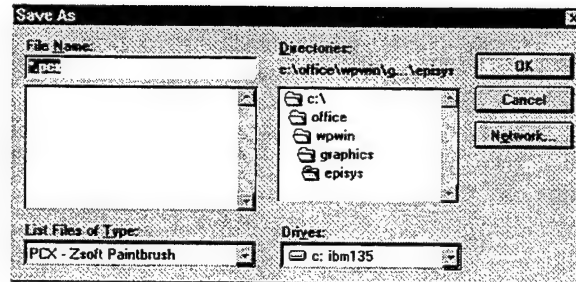 Save As
File Name:
*.pcx
Directories:
c:\office\wpwin\g...\episys
c:\
office
wpwin
graphics
episys
OK
Cancel
Network...
List Files of Type:
PCX - Zsoft Paintbrush
Drives:
c: ibm135